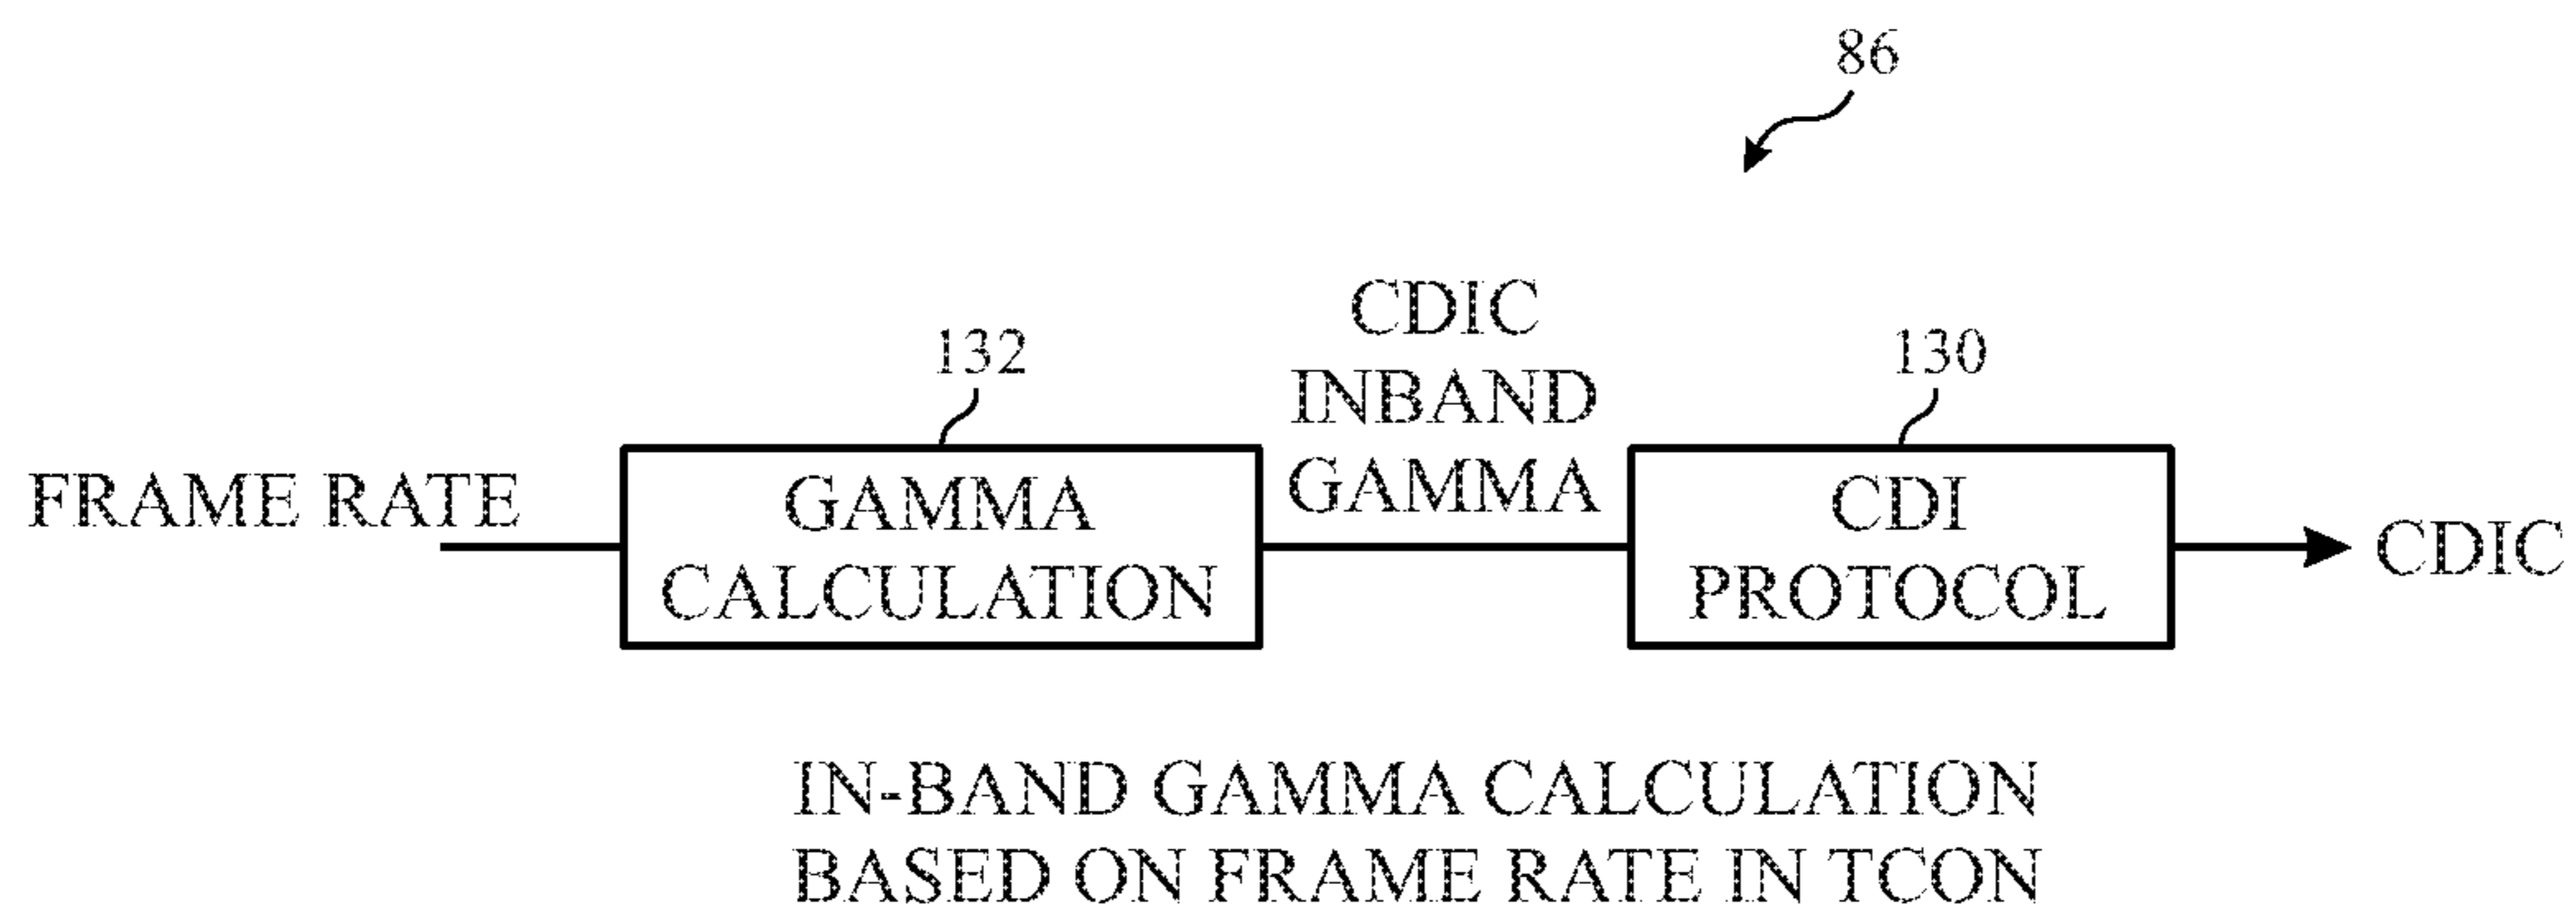 86
132
CDIC
INBAND
GAMMA
130
FRAME RATE
GAMMA
CALCULATION
CDI
PROTOCOL
CDIC
IN-BAND GAMMA CALCULATION
BASED ON FRAME RATE IN TCON